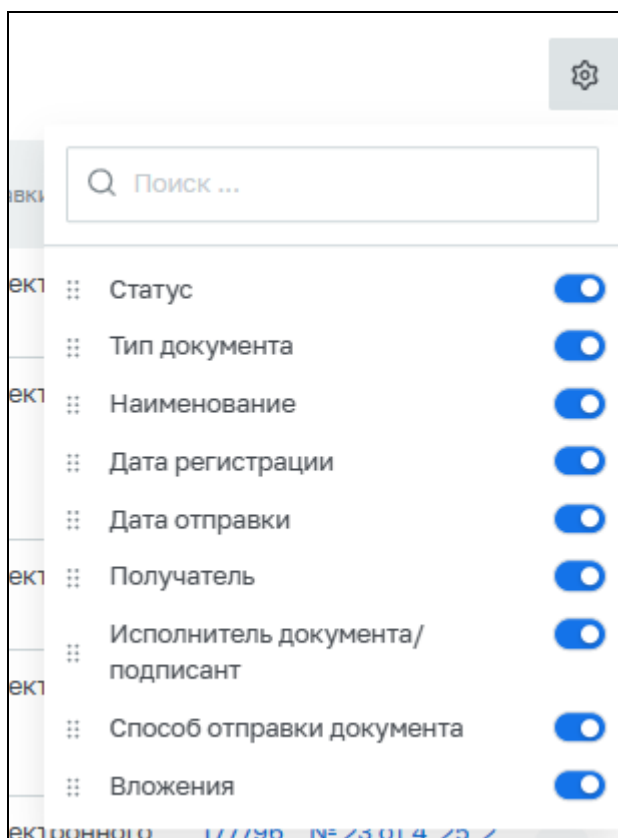 Поиск ...
Статус
Тип документа
Наименование
Дата регистрации
Дата отправки
Получатель
Исполнитель документа/
подписант
Способ отправки документа
Вложения